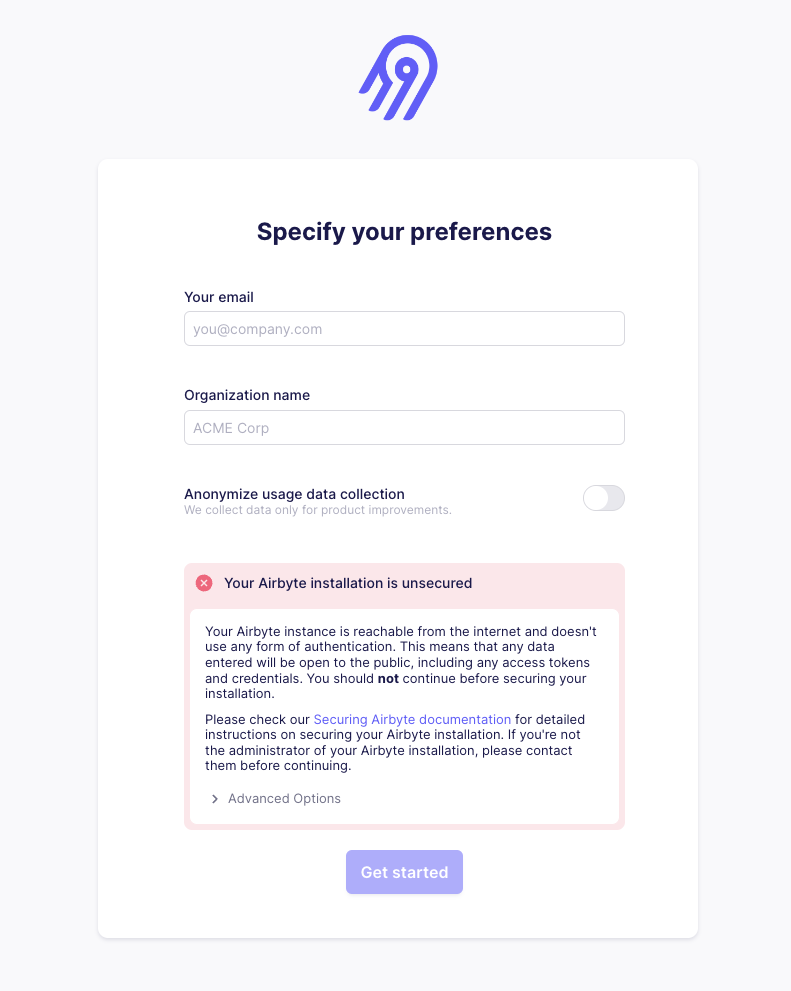 Specify your preferences
Your email
you@company.com
Organization name
ACME Corp
Anonymize usage data collection
We collect data only for product improvements.
Your Airbyte installation is unsecured
Your Airbyte instance is reachable from the internet and doesn't
use any form of authentication. This means that any data
entered will be open to the public, including any access tokens
and credentials. You should not continue before securing your
installation.
Please check our Securing Airbyte documentation for detailed
instructions on securing your Airbyte installation. If you're not
the administrator of your Airbyte installation, please contact
them before continuing.
Advanced Options
Get started